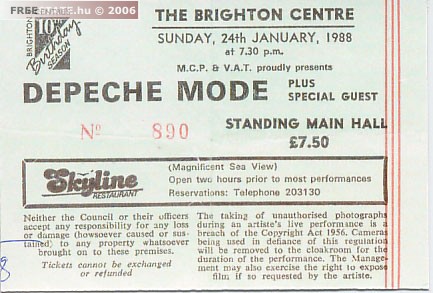 FREE mate.hu © 2006
BRIGHTON
10th
Birthday
SEASON
THE BRIGHTON CENTRE
SUNDAY, 24th JANUARY, 1988
at 7.30 p.m.
M.C.P. & V.A.T. proudly presents
DEPECHE MODE PLUS
SPECIAL GUEST
Nº 890
STANDING MAIN HALL
£7.50
Skyline
RESTAURANT
(Magnificent Sea View)
Open two hours prior to most performances
Reservations: Telephone 203130
Neither the Council or their officers
accept any responsibility for any loss
or damage (howsoever caused or sus-
tained) to any property whatsoever
brought on to these premises.
Tickets cannot be exchanged
or refunded
The taking of unauthorised photographs
during an artiste's live performance is a
breach of the Copyright Act 1956. Cameras
being used in defiance of this regulation
will be removed to the cloakroom for the
duration of the performance. The Manage-
ment may also exercise the right to expose
film if so requested by the artiste.